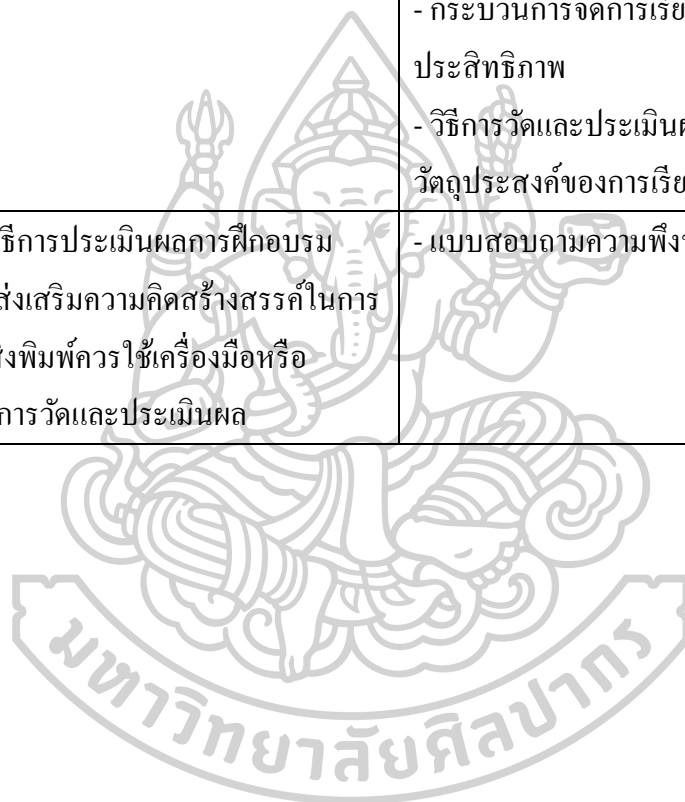 - กระบวนการจัดการเรีย
ประสิทธิภาพ
- วิธีการวัดและประเมินผ
วัตถุประสงค์ของการเรีย
ธีการประเมินผลการฝึกอบรม
ส่งเสริมความคิดสร้างสรรค์ในการ
สิ่งพิมพ์ควรใช้เครื่องมือหรือ
การวัดและประเมินผล
- แบบสอบถามความพึง
มหาวิทยาลัยศิลปากร